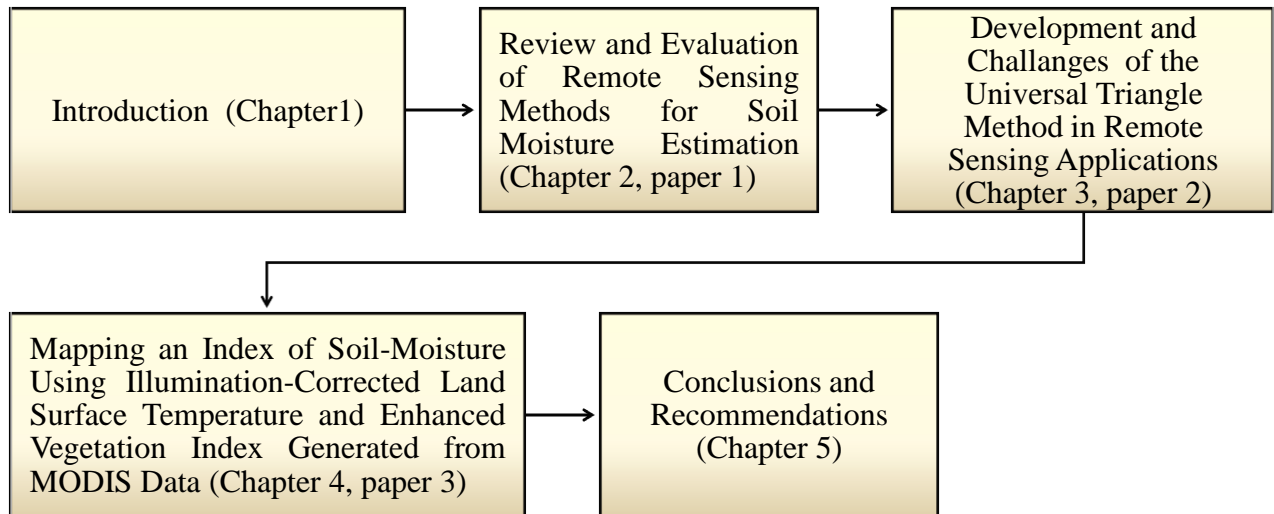 Introduction (Chapter1)
Review and Evaluation
of Remote Sensing
Methods for Soil
Moisture Estimation
(Chapter 2, paper 1)
Development and
Challanges of the
Universal Triangle
Method in Remote
Sensing Applications
(Chapter 3, paper 2)
Mapping an Index of Soil-Moisture
Using Illumination-Corrected Land
Surface Temperature and Enhanced
Vegetation Index Generated from
MODIS Data (Chapter 4, paper 3)
Conclusions and
Recommendations
(Chapter 5)